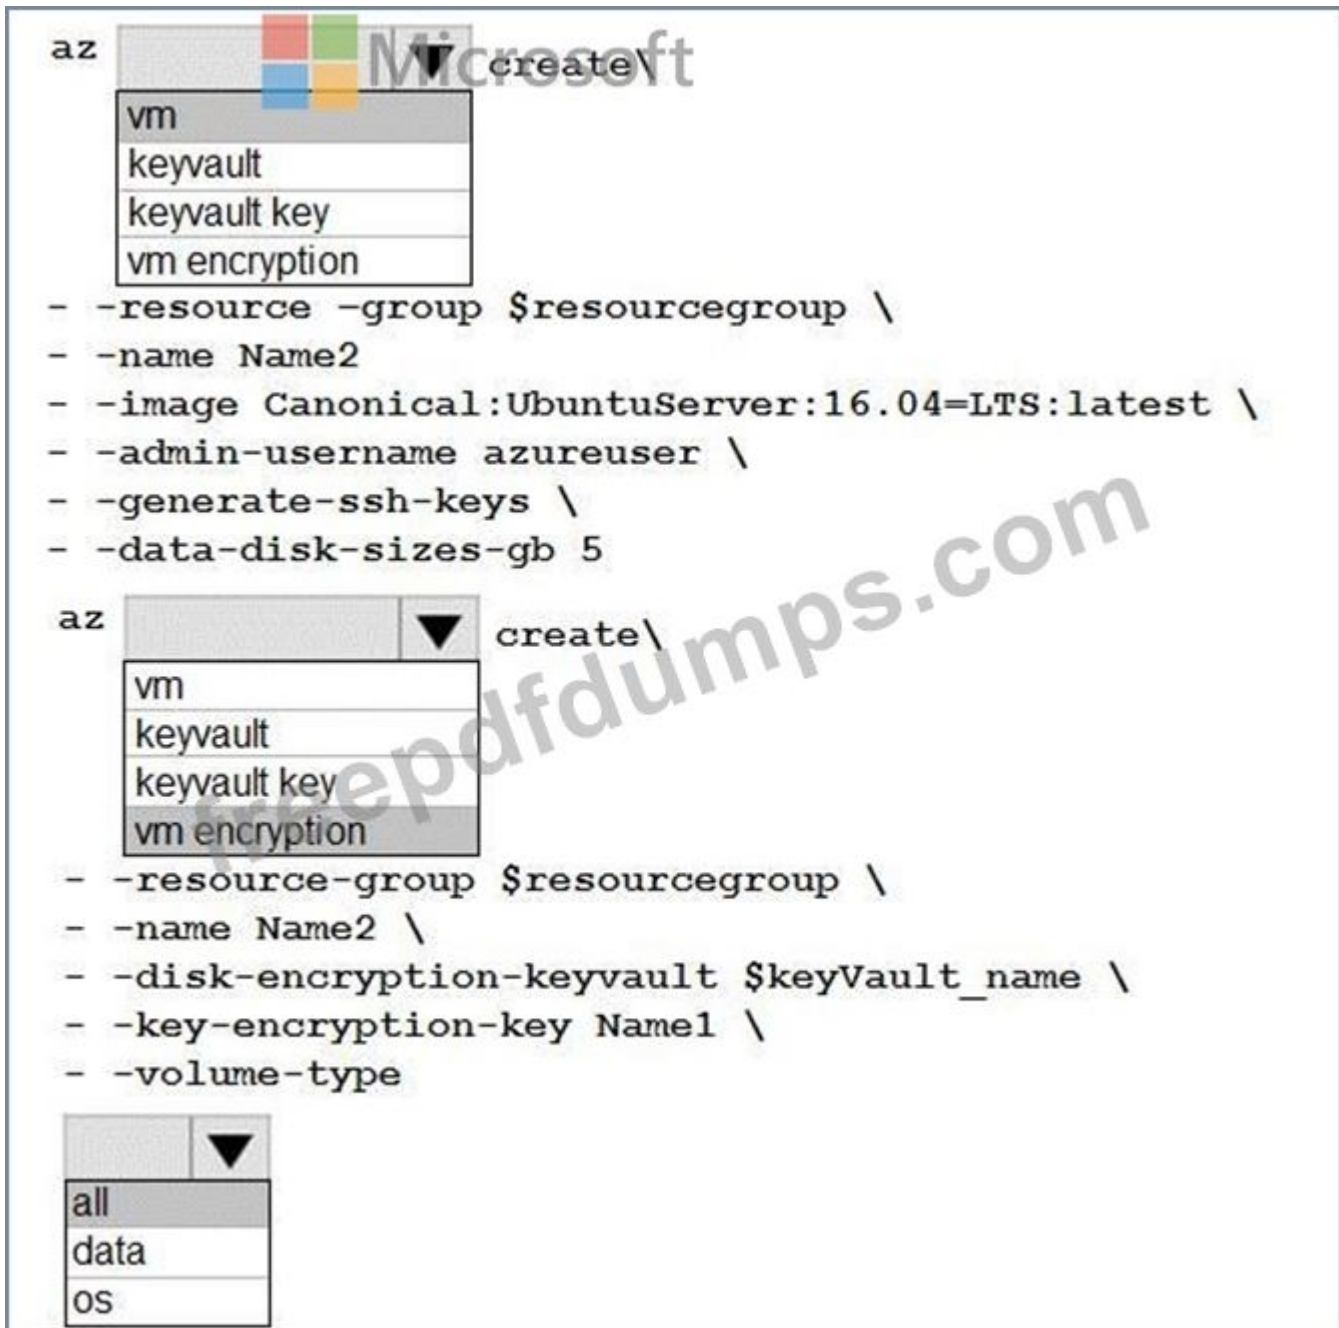 Microsoft
az create\
vm
keyvault
keyvault key
vm encryption
- -resource -group $resourcegroup \
- -name Name2
- -image Canonical:UbuntuServer:16.04=LTS:latest \
- -admin-username azureuser \
- -generate-ssh-keys \
- -data-disk-sizes-gb 5
az create\
vm
keyvault
keyvault key
vm encryption
- -resource-group $resourcegroup \
- -name Name2 \
- -disk-encryption-keyvault $keyVault_name \
- -key-encryption-key Name1 \
- -volume-type
all
data
os
freepdfdumps.com